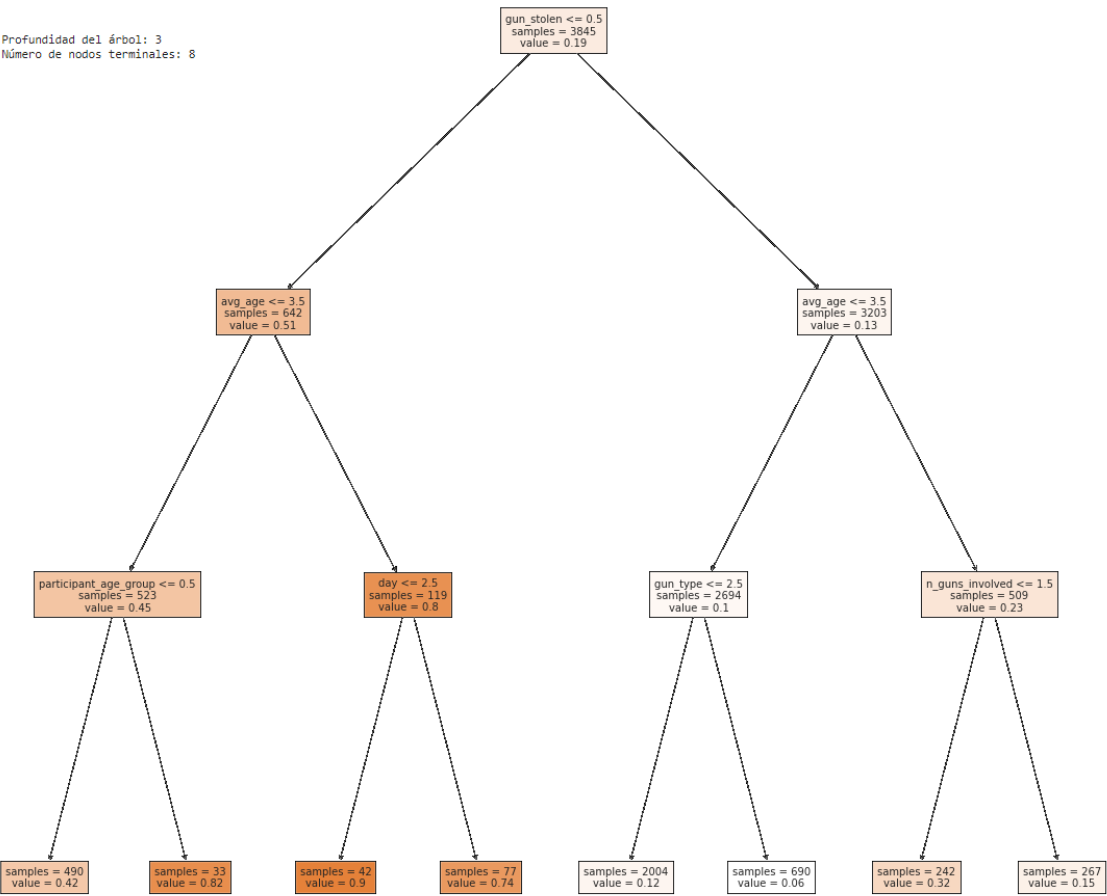 Profundidad del árbol: 3
Número de nodos terminales: 8
gun_stolen <= 0.5
samples = 3845
value = 0.19
avg_age <= 3.5
samples = 642
value = 0.51
avg_age <= 3.5
samples = 3203
value = 0.13
participant_age_group <= 0.5
samples = 523
value = 0.45
day <= 2.5
samples = 119
value = 0.8
gun_type <= 2.5
samples = 2694
value = 0.1
n_guns_involved <= 1.5
samples = 509
value = 0.23
samples = 490
value = 0.42
samples = 33
value = 0.82
samples = 42
value = 0.9
samples = 77
value = 0.74
samples = 2004
value = 0.12
samples = 690
value = 0.06
samples = 242
value = 0.32
samples = 267
value = 0.15